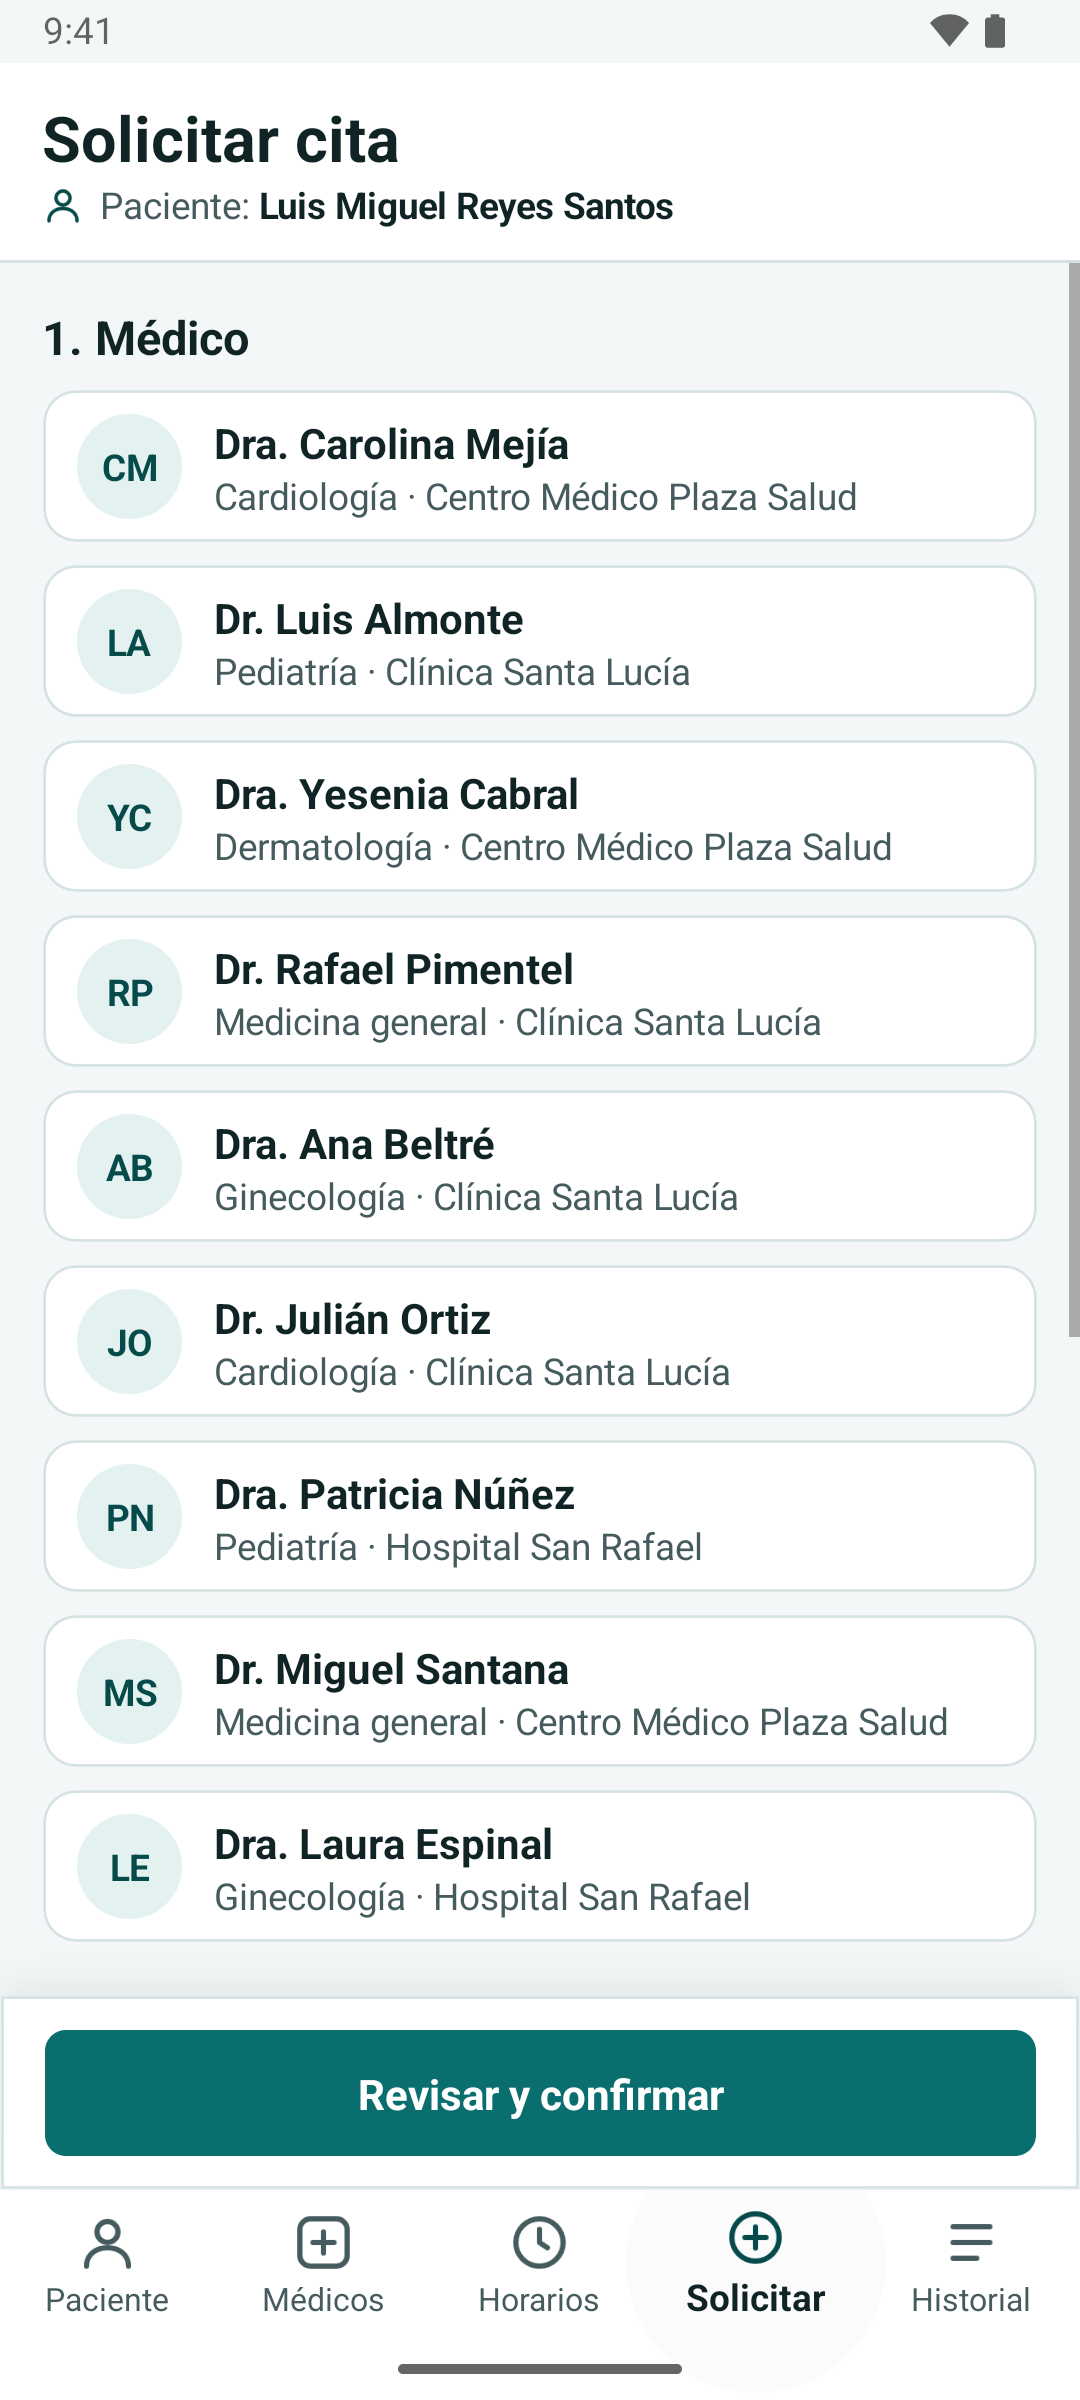 9:41
Solicitar cita
Paciente: Luis Miguel Reyes Santos
1. Médico
CM
Dra. Carolina Mejía
Cardiología · Centro Médico Plaza Salud
LA
Dr. Luis Almonte
Pediatría · Clínica Santa Lucía
YC
Dra. Yesenia Cabral
Dermatología · Centro Médico Plaza Salud
RP
Dr. Rafael Pimentel
Medicina general · Clínica Santa Lucía
AB
Dra. Ana Beltré
Ginecología · Clínica Santa Lucía
JO
Dr. Julián Ortiz
Cardiología · Clínica Santa Lucía
PN
Dra. Patricia Núñez
Pediatría · Hospital San Rafael
MS
Dr. Miguel Santana
Medicina general · Centro Médico Plaza Salud
LE
Dra. Laura Espinal
Ginecología · Hospital San Rafael
Revisar y confirmar
Paciente
Médicos
Horarios
Solicitar
Historial